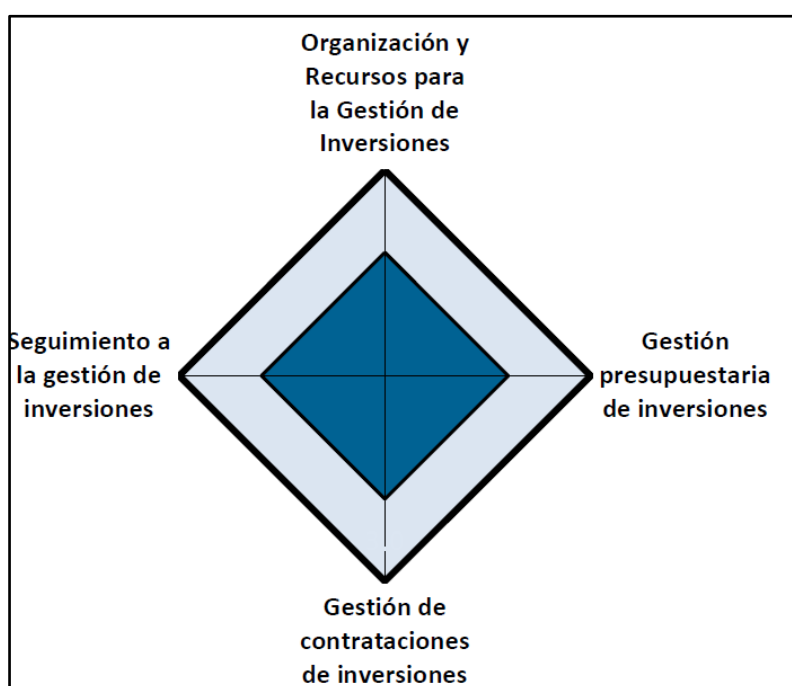 Organización y
Recursos para
la Gestión de
Inversiones
Seguimiento a
la gestión de
inversiones
Gestión
presupuestaria
de inversiones
Gestión de
contrataciones
de inversiones